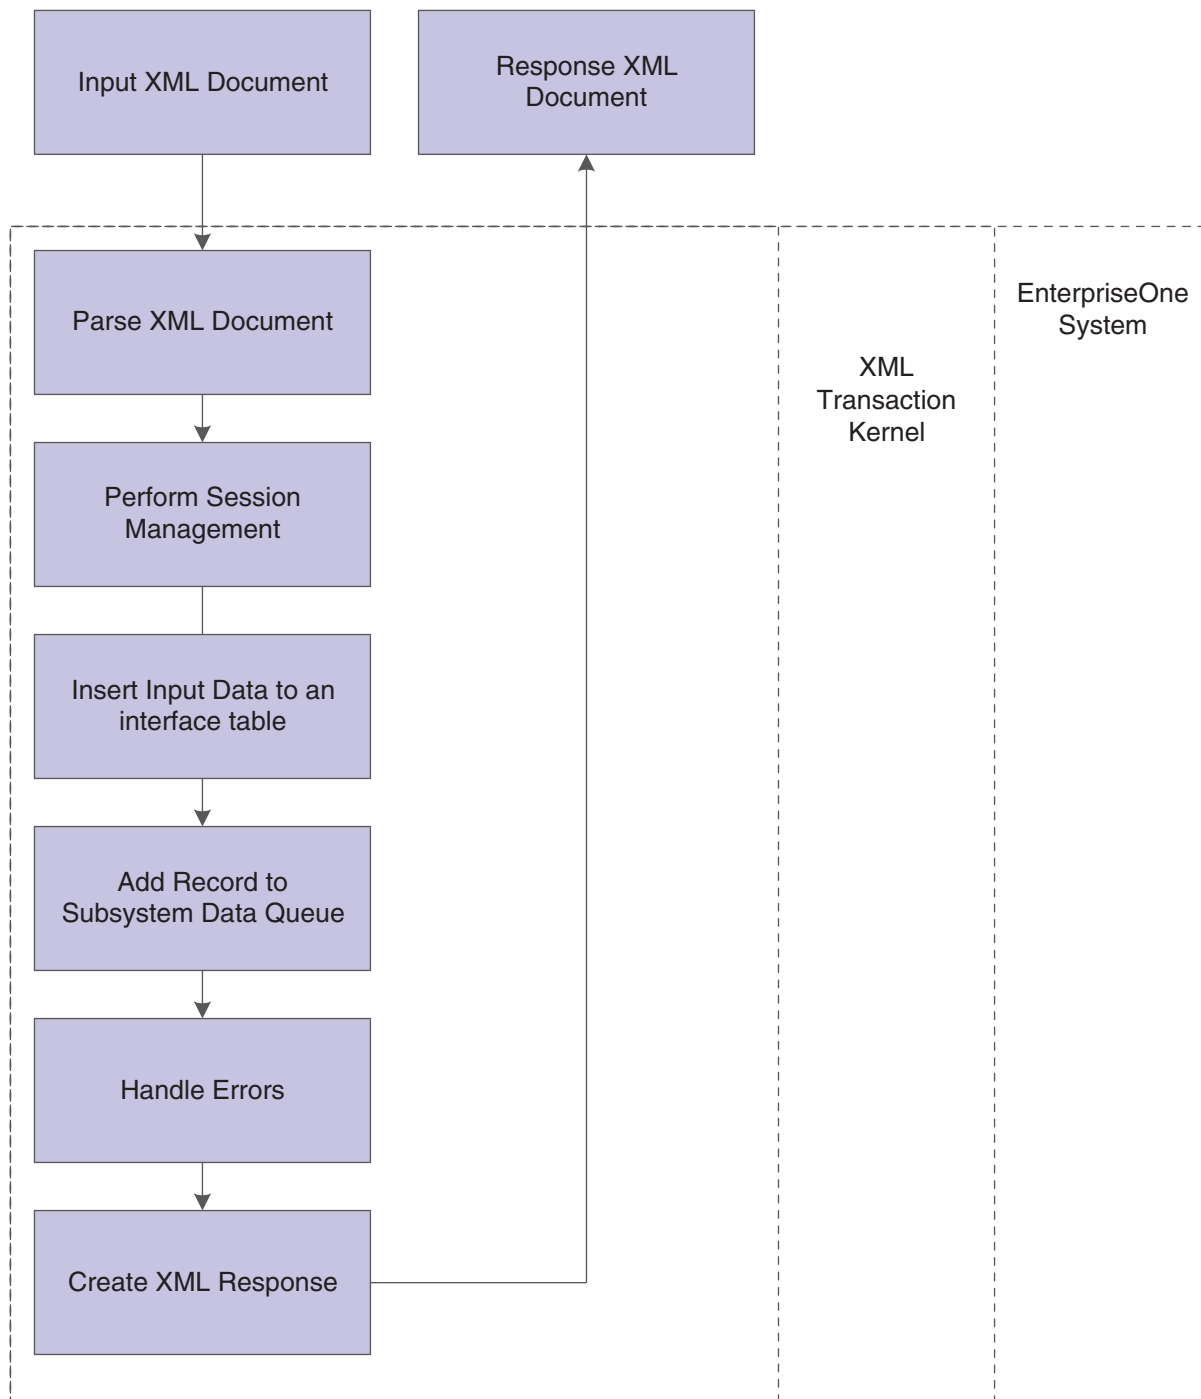 Input XML Document
Response XML
Document
Parse XML Document
EnterpriseOne
System
XML
Transaction
Kernel
Perform Session
Management
Insert Input Data to an
interface table
Add Record to
Subsystem Data Queue
Handle Errors
Create XML Response